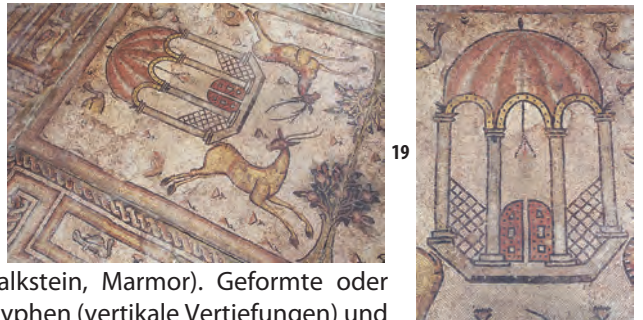 19
alkstein, Marmor). Geformte oder
yphen (vertikale Vertiefungen) und